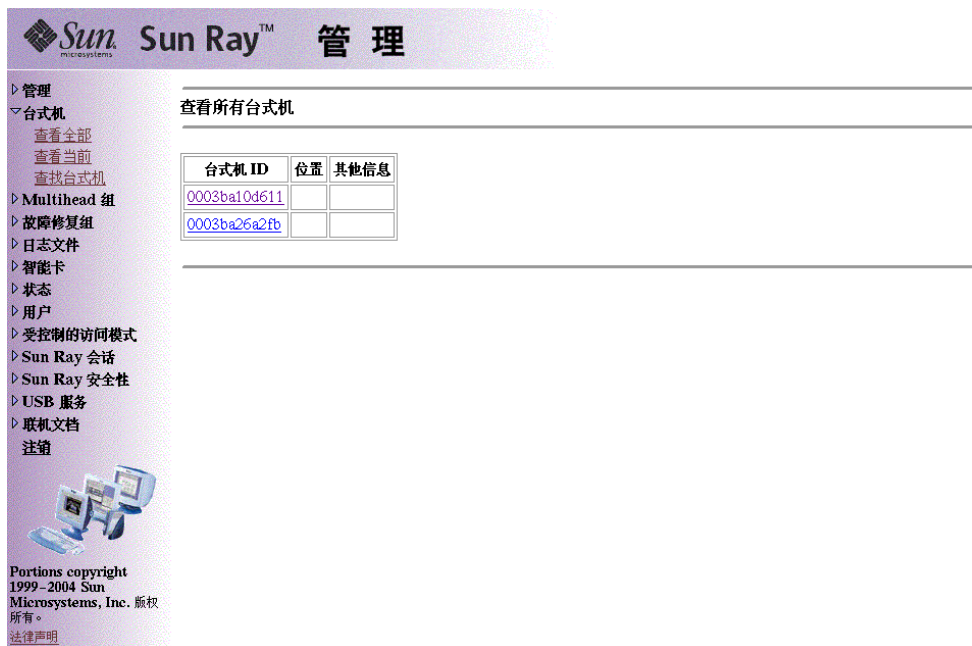 Sun microsystems Sun Ray™ 管 理
管理
台式机
查看全部
查看当前
查找台式机
Multihead 组
故障修复组
日志文件
智能卡
状态
用户
受控制的访问模式
Sun Ray 会话
Sun Ray 安全性
USB 服务
联机文档
注销
Portions copyright
1999-2004 Sun
Microsystems, Inc. 版权
所有。
法律声明
查看所有台式机
台式机 ID 位置 其他信息
0003ba10d611
0003ba26a2fb